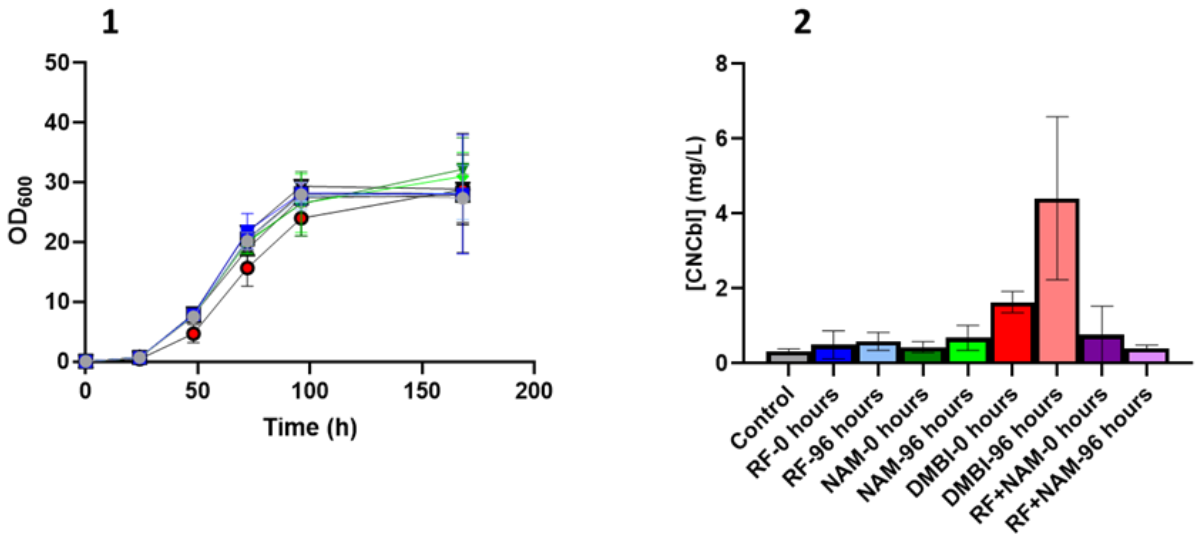 1
50
40
30
20
10
0
OD600
0 50 100 150 200
Time (h)
2
8
6
4
2
0
[CNCbl] (mg/L)
Control
RF-0 hours
RF-96 hours
NAM-0 hours
NAM-96 hours
DMBI-0 hours
DMBI-96 hours
RF+NAM-0 hours
RF+NAM-96 hours